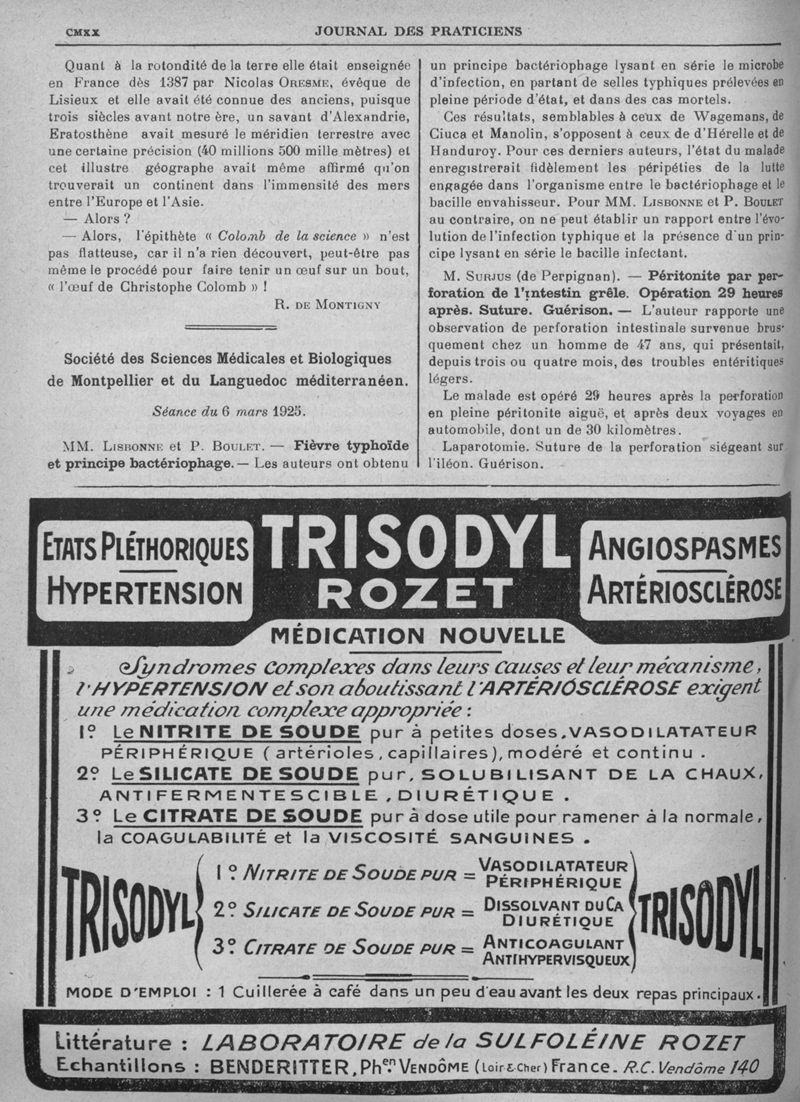 CMXX
JOURNAL DES PRATICIENS
Quant à la rotondité de la terre elle était enseignée
en France dès 1387 par Nicolas ORESME, évêque de
Lisieux et elle avait été connue des anciens, puisque
trois siècles avant notre ère, un savant d'Alexandrie,
Eratosthène avait mesuré le méridien terrestre avec
une certaine précision (40 millions 500 mille mètres) et
cet illustre géographe avait même affirmé qu'on
trouverait un continent dans l'immensité des mers
entre l'Europe et l'Asie.
— Alors ?
— Alors, l'épithète « Colomb de la science » n'est
pas flatteuse, car il n'a rien découvert, peut-être pas
même le procédé pour faire tenir un œuf sur un bout,
« l'œuf de Christophe Colomb » !
R. DE MONTIGNY
Société des Sciences Médicales et Biologiques
de Montpellier et du Languedoc méditerranéen.
Séance du 6 mars 1925.
MM. LISBONNE et P. BOULET. — Fièvre typhoïde
et principe bactériophage. — Les auteurs ont obtenu
un principe bactériophage lysant en série le microbe
d'infection, en partant de selles typhiques prélevées en
pleine période d'état, et dans des cas mortels.
Ces résultats, semblables à ceux de Wagemans, de
Ciuca et Manolin, s'opposent à ceux de d'Hérelle et de
Handuroy. Pour ces derniers auteurs, l'état du malade
enregistrerait fidèlement les péripéties de la lutte
engagée dans l'organisme entre le bactériophage et le
bacille envahisseur. Pour MM. LISBONNE et P. BOULET
au contraire, on ne peut établir un rapport entre l'évo-
lution de l'infection typhique et la présence d'un prin-
cipe lysant en série le bacille infectant.
M. SURJUS (de Perpignan). — Péritonite par per-
foration de l'intestin grêle. Opération 29 heures
après. Suture. Guérison. — L'auteur rapporte une
observation de perforation intestinale survenue brus-
quement chez un homme de 47 ans, qui présentait,
depuis trois ou quatre mois, des troubles entéritiques
légers.
Le malade est opéré 29 heures après la perforation
en pleine péritonite aiguë, et après deux voyages en
automobile, dont un de 30 kilomètres.
Laparotomie. Suture de la perforation siégeant sur
l'iléon. Guérison.
ETATS PLÉTHORIQUES
HYPERTENSION
TRISODYL
ROZET
ANGIOSPASMES
ARTÉRIOSCLÉROSE
MÉDICATION NOUVELLE
Syndromes complexes dans leurs causes et leur mécanisme,
l'HYPERTENSION et son aboutissant l'ARTÉRIÓSCLÉROSE exigent
une médication complexe appropriée :
1º Le NITRITE DE SOUDE pur à petites doses, VASODILATATEUR
PÉRIPHÉRIQUE (artérioles, capillaires), modéré et continu .
2º Le SILICATE DE SOUDE pur, SOLUBILISANT DE LA CHAUX,
ANTIFERMENTESCIBLE, DIURÉTIQUE .
3º Le CITRATE DE SOUDE pur à dose utile pour ramener à la normale,
la COAGULABILITÉ et la VISCOSITÉ SANGUINES .
TRISODYL
1º NITRITE DE SOUDE PUR = VASODILATATEUR PÉRIPHÉRIQUE
2º SILICATE DE SOUDE PUR = DISSOLVANT DU CA DIURÉTIQUE
3º CITRATE DE SOUDE PUR = ANTICOAGULANT ANTIHYPERVISQUEUX
TRISODYL
MODE D'EMPLOI : 1 Cuillerée à café dans un peu d'eau avant les deux repas principaux.
Littérature : LABORATOIRE de la SULFOLÉINE ROZET
Echantillons : BENDERITTER, Phen. VENDÔME (Loir & Cher) France. R.C. Vendôme 140